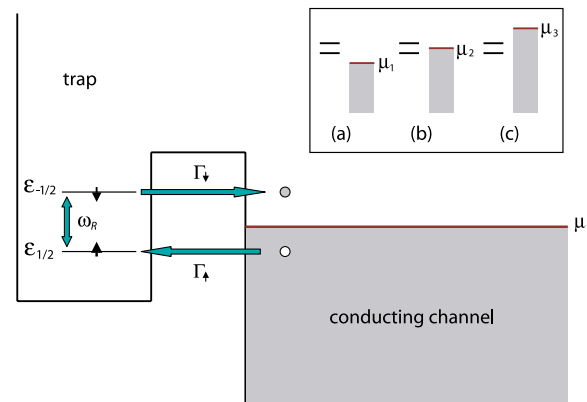 trap
μ₁
μ₂
μ₃
(a)
(b)
(c)
Γ↓
ε-1/2
ωR
ε1/2
Γ↑
μ
conducting channel